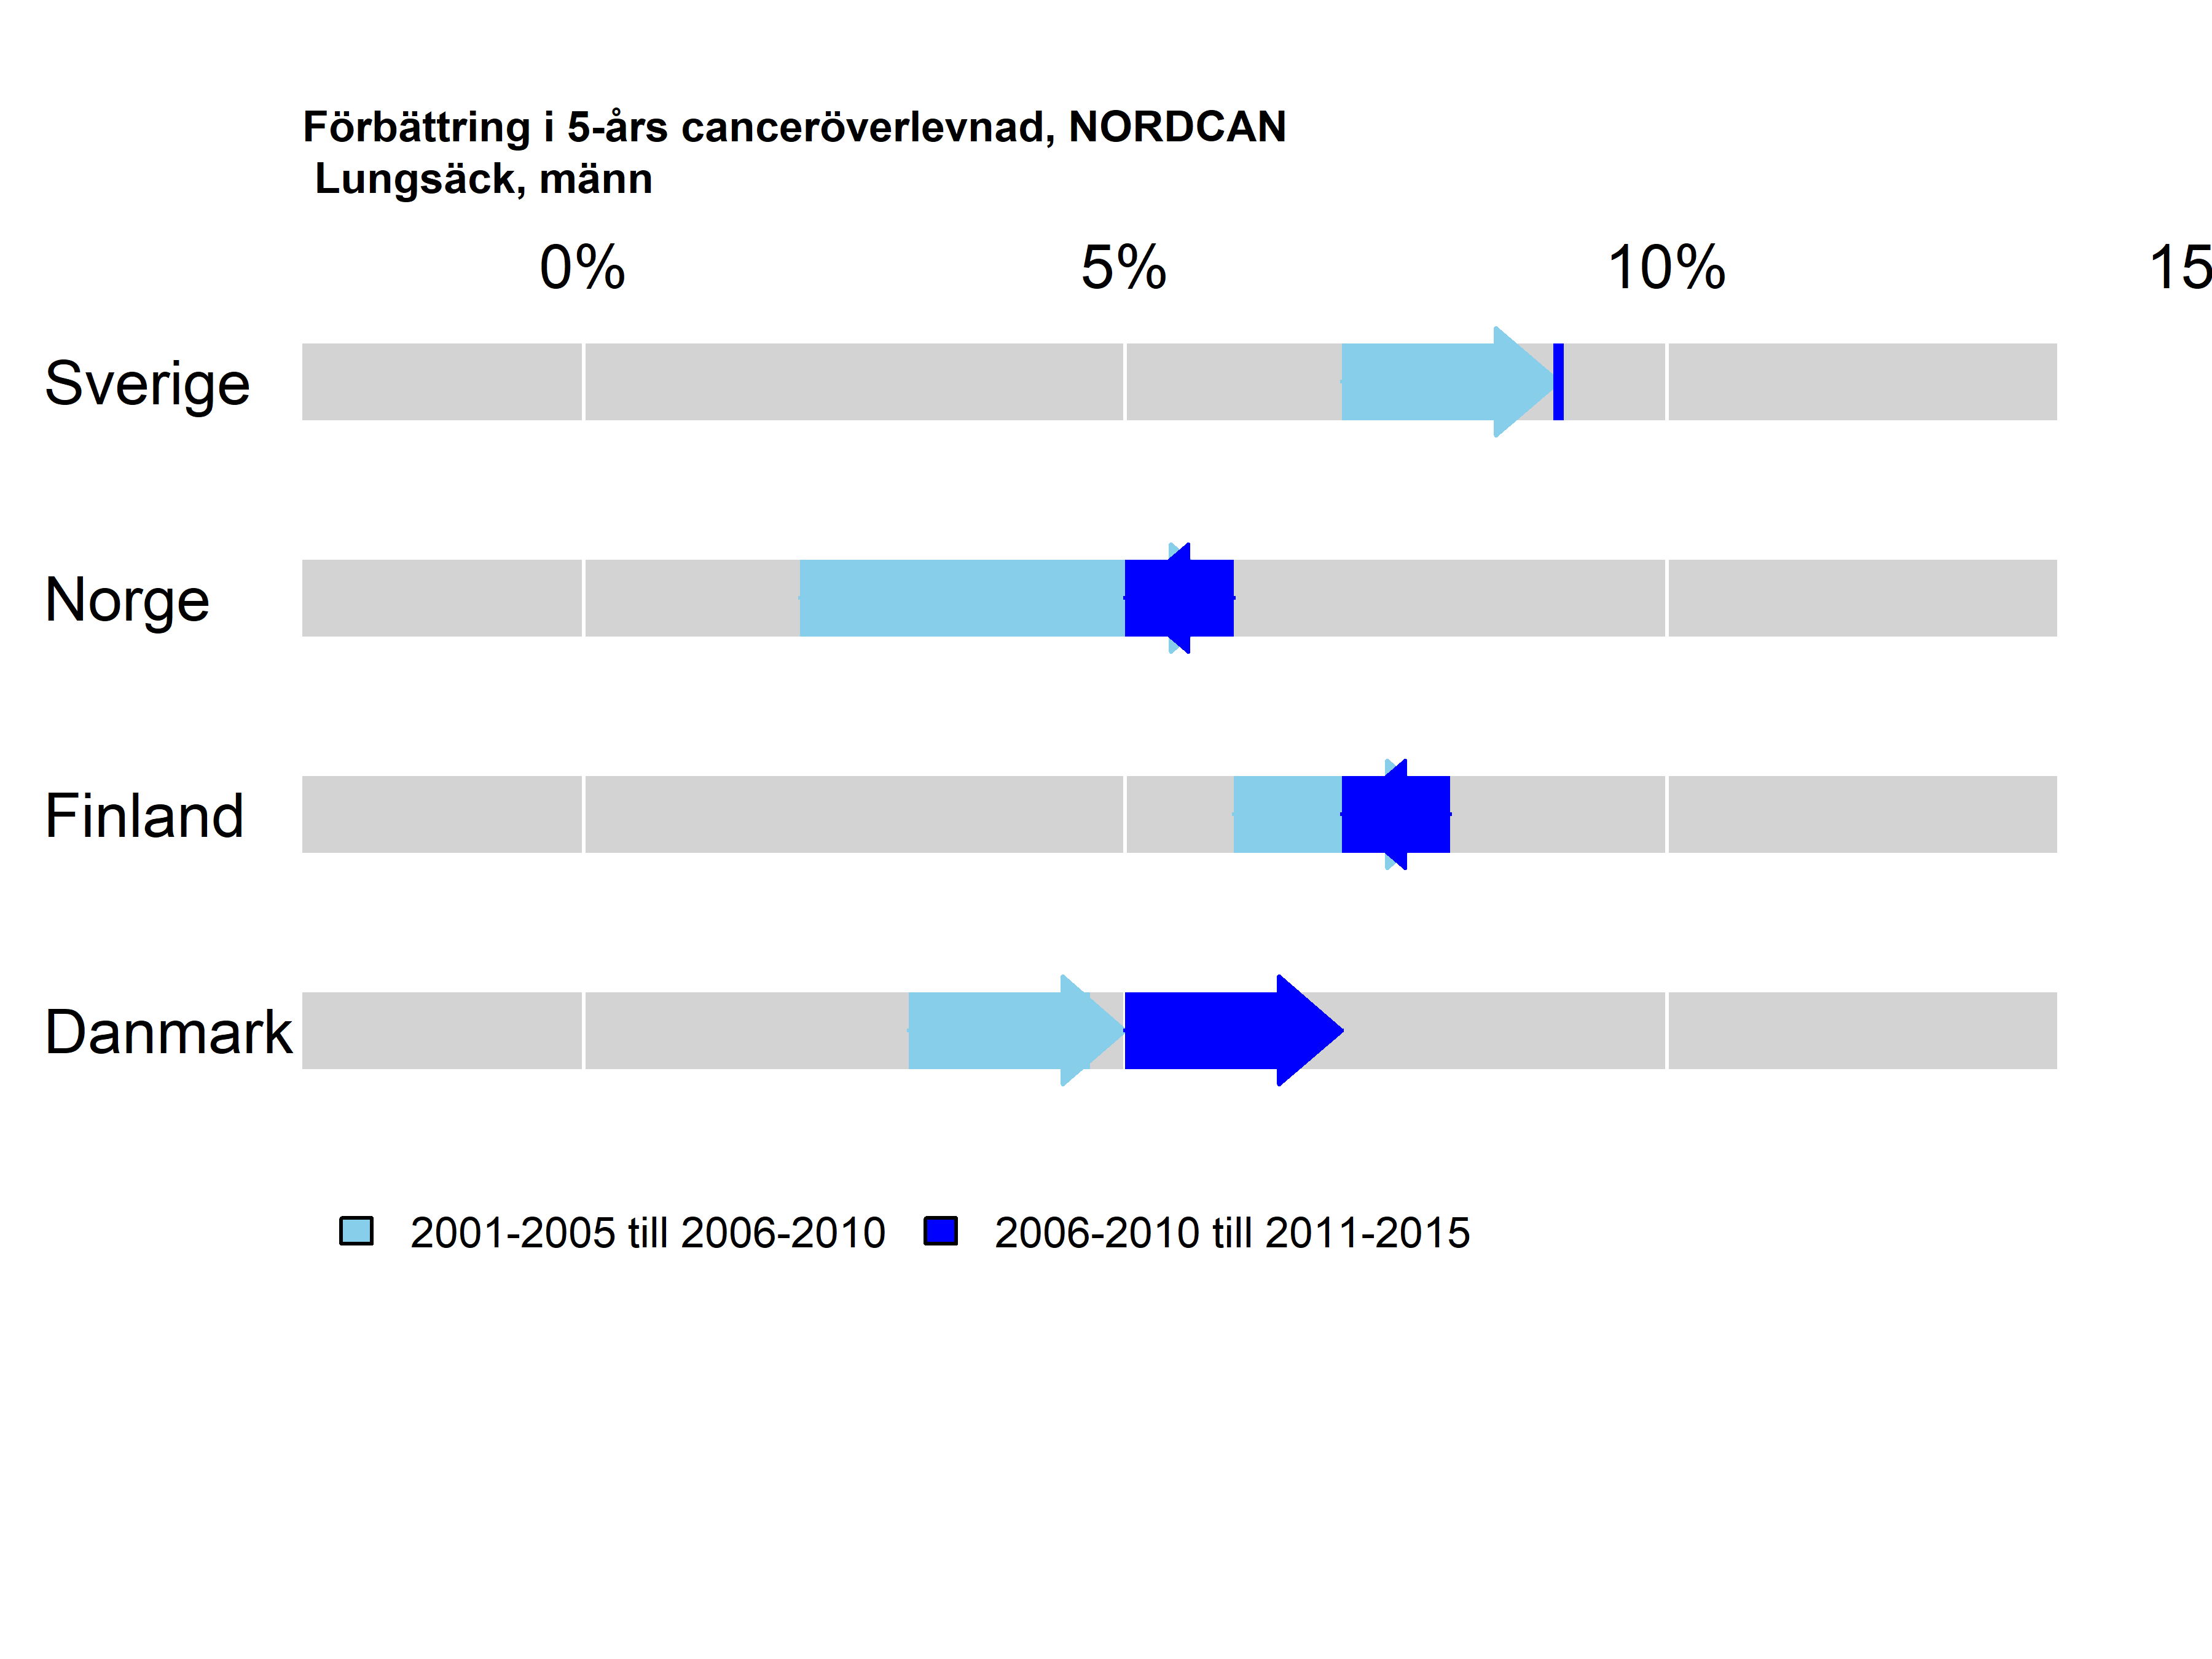 Förbättring i 5-års canceröverlevnad, NORDCAN
Lungsäck, männ
0% 5% 10% 15
Sverige
Norge
Finland
Danmark
2001-2005 till 2006-2010 2006-2010 till 2011-2015